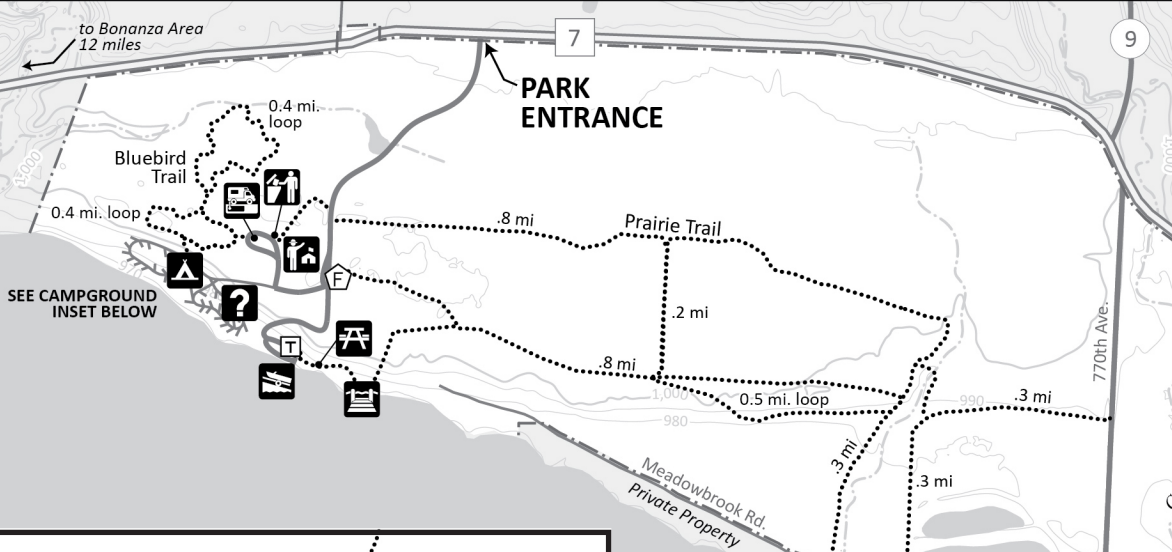 to Bonanza Area
12 miles
7
9
PARK
ENTRANCE
0.4 mi.
loop
Bluebird
Trail
0.4 mi. loop
1000
.8 mi
Prairie Trail
F
?
SEE CAMPGROUND
INSET BELOW
.2 mi
770th Ave.
T
.8 mi
1,000
980
0.5 mi. loop
990
.3 mi
.3 mi
.3 mi
Meadowbrook Rd.
Private Property